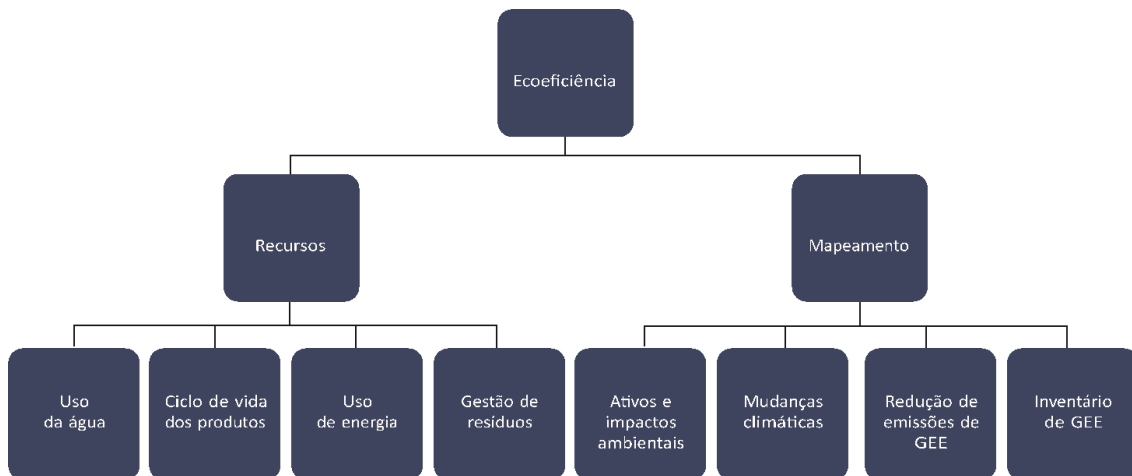 Ecoeficiência
Recursos
Mapeamento
Uso
da água
Ciclo de vida
dos produtos
Uso
de energia
Gestão de
resíduos
Ativos e
impactos
ambientais
Mudanças
climáticas
Redução de
emissões de
GEE
Inventário
de GEE